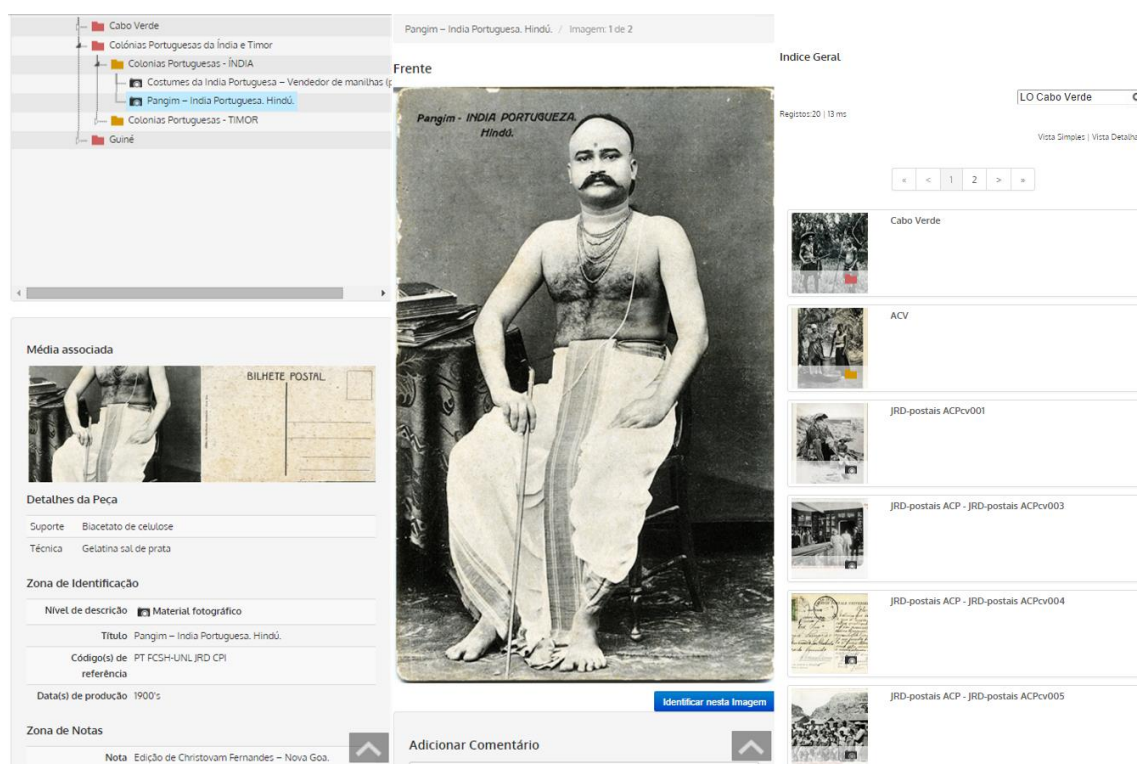 Cabo Verde
Colónias Portuguesas da Índia e Timor
Colonias Portuguesas - ÍNDIA
Costumes da India Portuguesa – Vendedor de manilhas (p
Pangim – India Portuguesa. Hindú.
Colonias Portuguesas - TIMOR
Guiné
Média associada
BILHETE POSTAL
Detalhes da Peça
Suporte Biacetato de celulose
Técnica Gelatina sal de prata
Zona de Identificação
Nível de descrição Material fotográfico
Título Pangim – India Portuguesa. Hindú.
Código(s) de referência PT FCSH-UNL JRD CPI
Data(s) de produção 1900's
Zona de Notas
Nota Edição de Christovam Fernandes – Nova Goa.
Pangim – India Portuguesa. Hindú. / Imagem: 1 de 2
Frente
Pangim - INDIA PORTUGUEZA.
Hindú.
Identificar nesta Imagem
Adicionar Comentário
Indice Geral
LO Cabo Verde
Registos:20 | 13 ms
Vista Simples | Vista Detalha
« < 1 2 > »
Cabo Verde
ACV
JRD-postais ACPcv001
JRD-postais ACP - JRD-postais ACPcv003
JRD-postais ACP - JRD-postais ACPcv004
JRD-postais ACP - JRD-postais ACPcv005